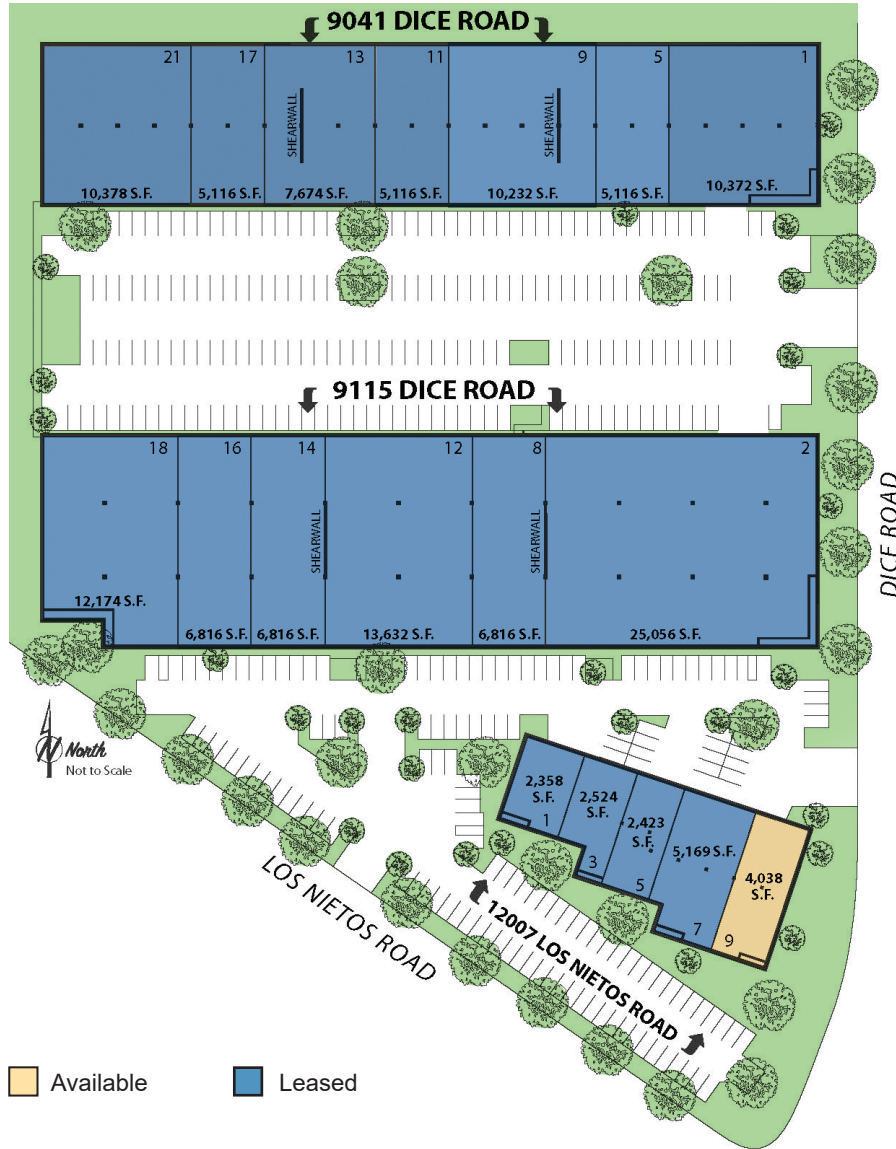 9041 DICE ROAD
21
17
13
11
9
5
1
SHEARWALL
SHEARWALL
10,378 S.F.
5,116 S.F.
7,674 S.F.
5,116 S.F.
10,232 S.F.
5,116 S.F.
10,372 S.F.
9115 DICE ROAD
18
16
14
12
8
2
SHEARWALL
SHEARWALL
DICE ROAD
12,174 S.F.
6,816 S.F.
6,816 S.F.
13,632 S.F.
6,816 S.F.
25,056 S.F.
N North
Not to Scale
2,358
S.F.
1
2,524
S.F.
3
2,423
S.F.
5
5,169 S.F.
7
4,038
S.F.
9
LOS NIETOS ROAD
12007 LOS NIETOS ROAD
Available
Leased